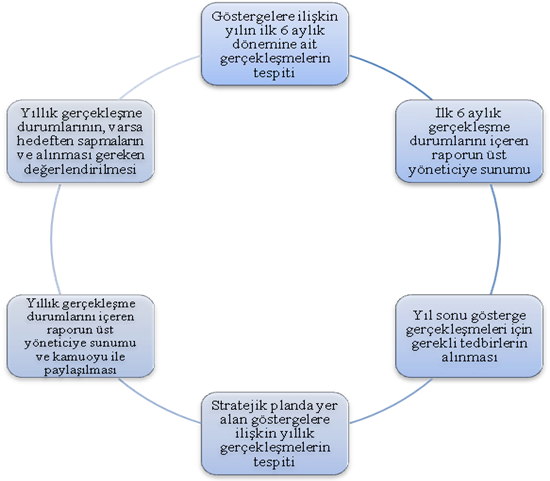 Göstergelere ilişkin
yılın ilk 6 aylık
dönemine ait
gerçekleşmelerin
tespiti
İlk 6 aylık
gerçekleşme
durumlarını içeren
raporun üst
yöneticiye sunumu
Yıl sonu gösterge
gerçekleşmeleri için
gerekli tedbirlerin
alınması
Stratejik planda yer
alan göstergelere
ilişkin yıllık
gerçekleşmelerin
tespiti
Yıllık gerçekleşme
durumlarını içeren
raporun üst
yöneticiye sunumu
ve kamuoyu ile
paylaşılması
Yıllık gerçekleşme
durumlarının, varsa
hedeften sapmaların
ve alınması gereken
değerlendirilmesi